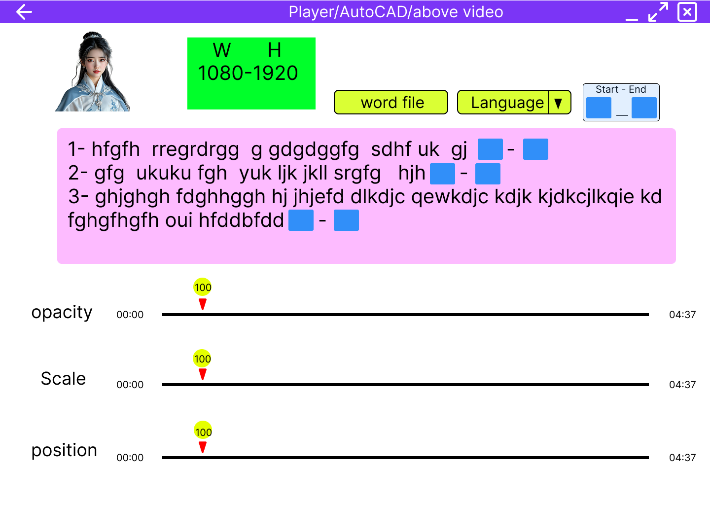 Player/AutoCAD/above video
W H
1080-1920
word file
Language
Start - End
1- hfgfh rregrdrgg g gdgdggfg sdhf uk gj -
2- gfg ukuku fgh yuk ljk jkll srgfg hjh -
3- ghjghgh fdghhggh hj jhjefd dlkdjc qewkdjc kdjk kjdkcjlkqie kd
fghgfhgfh oui hfddbfdd -
100
opacity 00:00 04:37
100
Scale 00:00 04:37
100
position 00:00 04:37